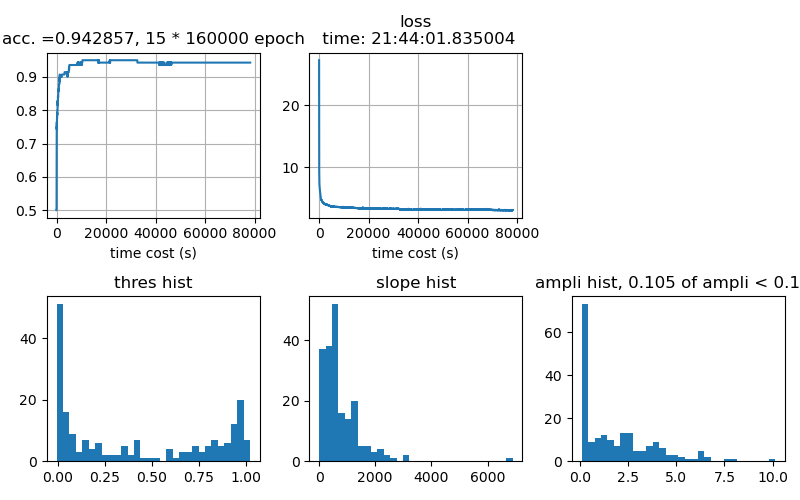 acc. =0.942857, 15 * 160000 epoch
0.9
0.8
0.7
0.6
0.5
0 20000 40000 60000 80000
time cost (s)
loss
time: 21:44:01.835004
20
10
0 20000 40000 60000 80000
time cost (s)
thres hist
40
20
0
0.00 0.25 0.50 0.75 1.00
slope hist
40
20
0
0 2000 4000 6000
ampli hist, 0.105 of ampli < 0.1
60
40
20
0
0.0 2.5 5.0 7.5 10.0